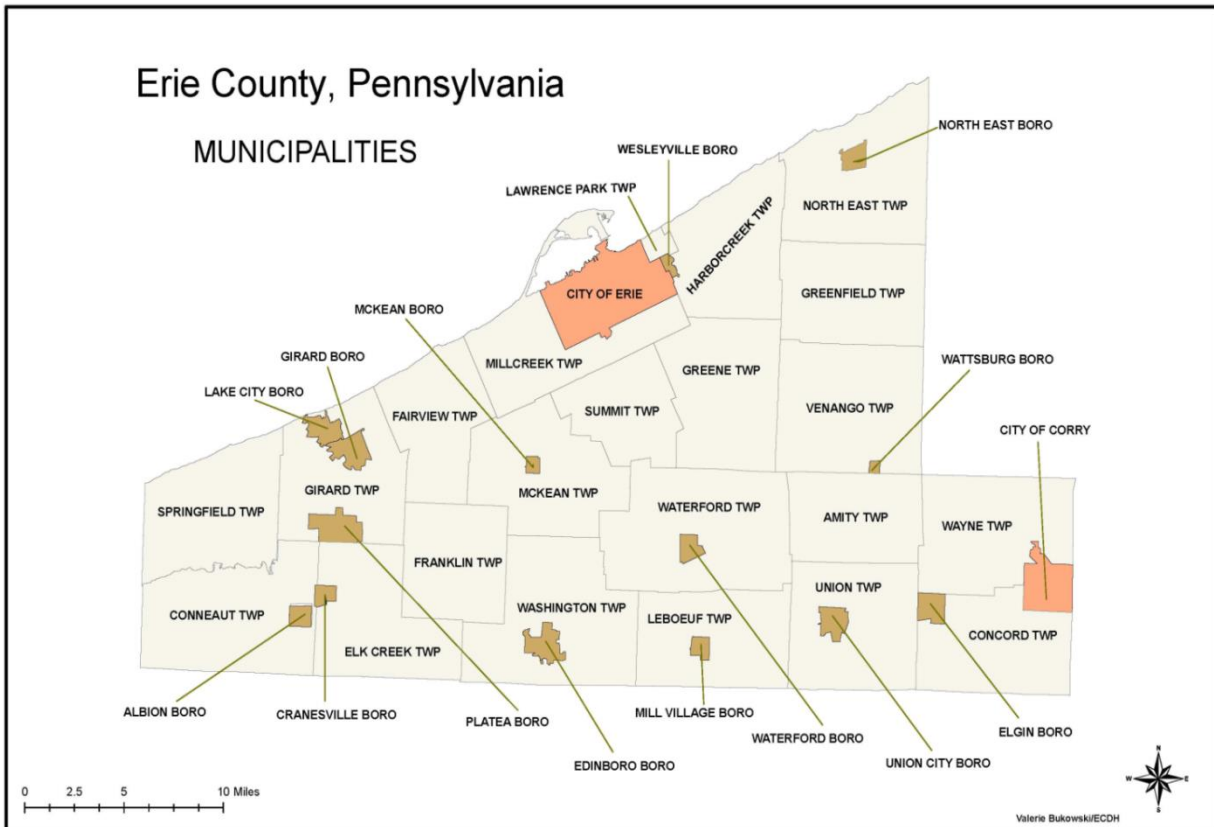 Erie County, Pennsylvania
MUNICIPALITIES
NORTH EAST BORO
WESLEYVILLE BORO
LAWRENCE PARK TWP
NORTH EAST TWP
HARBORCREEK TWP
CITY OF ERIE
GREENFIELD TWP
MCKEAN BORO
GIRARD BORO
MILLCREEK TWP
GREENE TWP
WATTSBURG BORO
LAKE CITY BORO
FAIRVIEW TWP
SUMMIT TWP
VENANGO TWP
CITY OF CORRY
GIRARD TWP
MCKEAN TWP
SPRINGFIELD TWP
WATERFORD TWP
AMITY TWP
WAYNE TWP
FRANKLIN TWP
UNION TWP
CONNEAUT TWP
WASHINGTON TWP
LEBOEUF TWP
CONCORD TWP
ELK CREEK TWP
ALBION BORO
CRANESVILLE BORO
PLATEA BORO
MILL VILLAGE BORO
ELGIN BORO
WATERFORD BORO
EDINBORO BORO
UNION CITY BORO
N
W E
S
0 2.5 5 10 Miles
Valerie Bukowski/ECDH